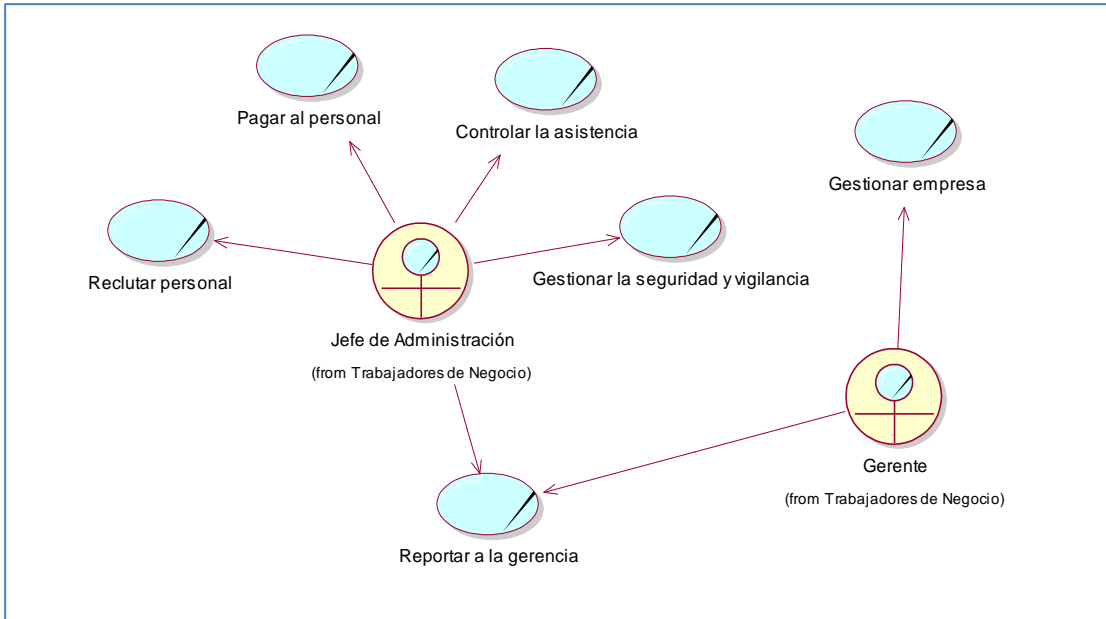 Pagar al personal
Controlar la asistencia
Gestionar empresa
Reclutar personal
Gestionar la seguridad y vigilancia
Jefe de Administración
(from Trabajadores de Negocio)
Gerente
(from Trabajadores de Negocio)
Reportar a la gerencia